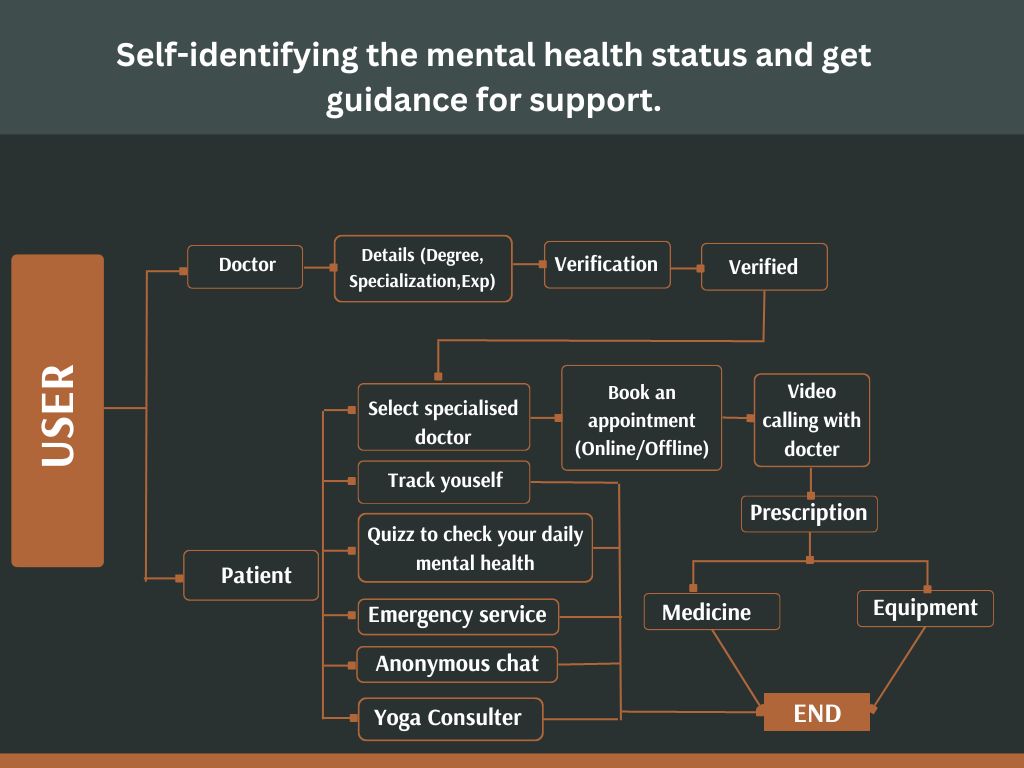 Self-identifying the mental health status and get
guidance for support.
USER
Doctor
Details (Degree,
Specialization,Exp)
Verification
Verified
Select specialised
doctor
Book an
appointment
(Online/Offline)
Video
calling with
docter
Track youself
Prescription
Quizz to check your daily
mental health
Patient
Emergency service
Medicine
Equipment
Anonymous chat
Yoga Consulter
END